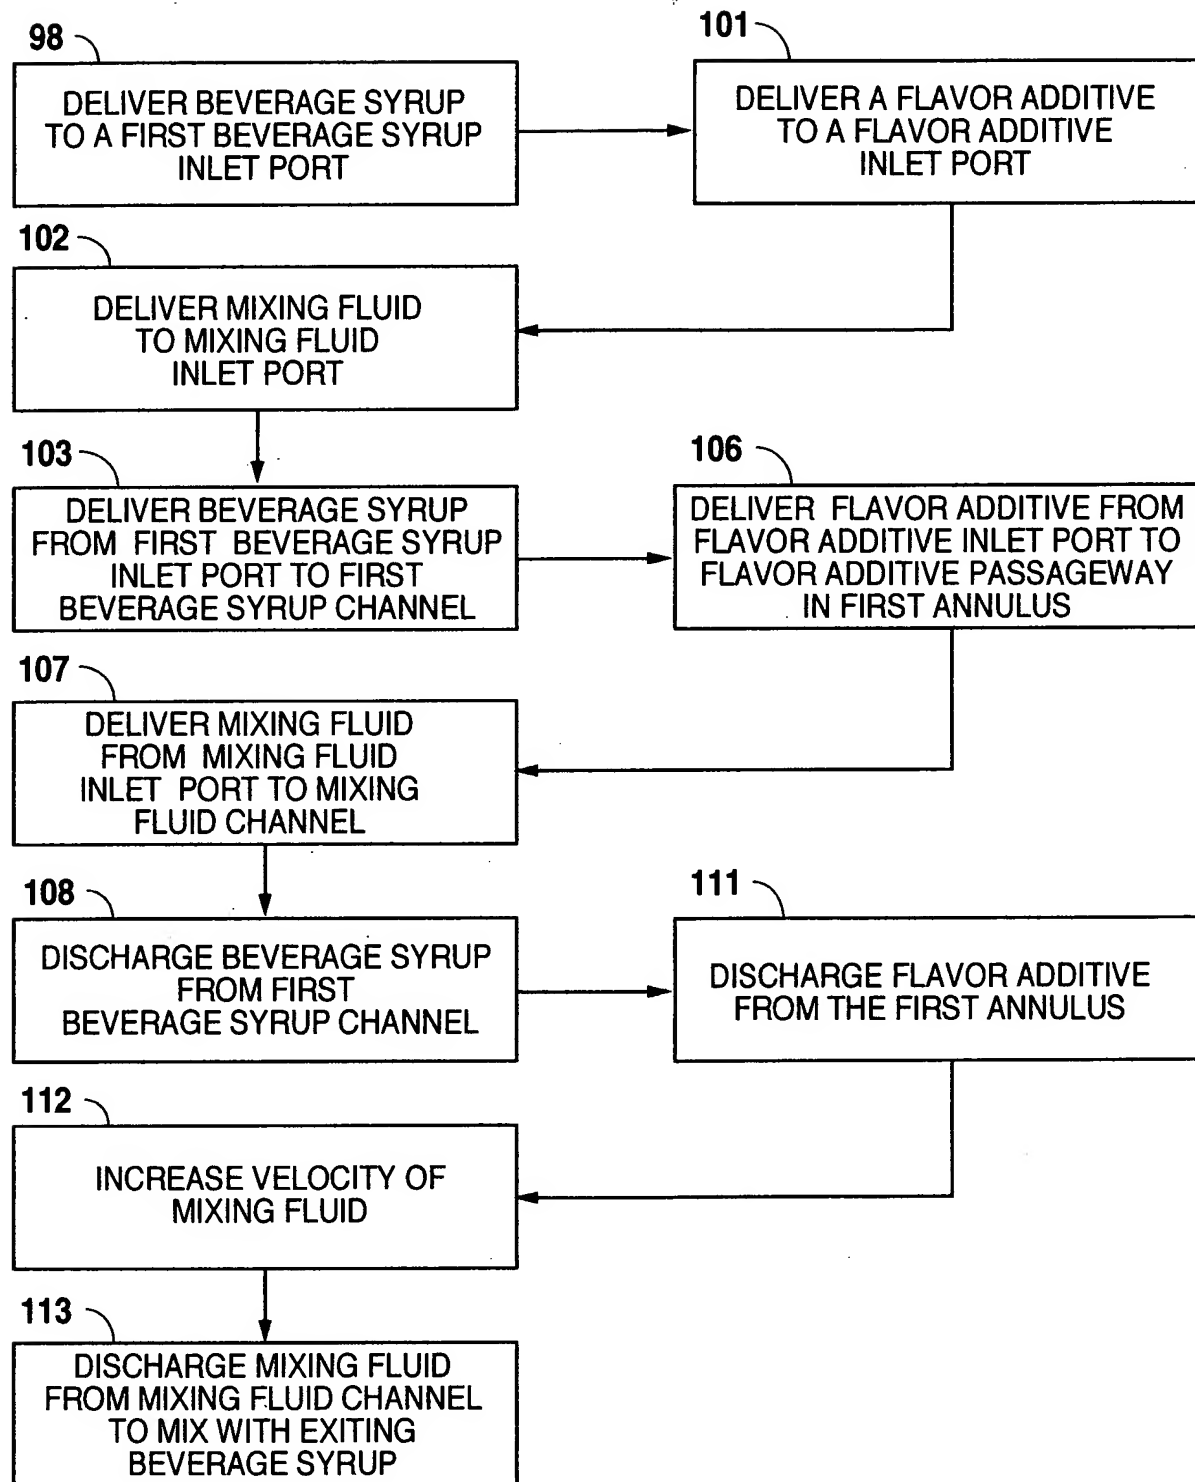 98
DELIVER BEVERAGE SYRUP
TO A FIRST BEVERAGE SYRUP
INLET PORT
101
DELIVER A FLAVOR ADDITIVE
TO A FLAVOR ADDITIVE
INLET PORT
102
DELIVER MIXING FLUID
TO MIXING FLUID
INLET PORT
103
DELIVER BEVERAGE SYRUP
FROM FIRST BEVERAGE SYRUP
INLET PORT TO FIRST
BEVERAGE SYRUP CHANNEL
106
DELIVER FLAVOR ADDITIVE FROM
FLAVOR ADDITIVE INLET PORT TO
FLAVOR ADDITIVE PASSAGEWAY
IN FIRST ANNULUS
107
DELIVER MIXING FLUID
FROM MIXING FLUID
INLET PORT TO MIXING
FLUID CHANNEL
108
DISCHARGE BEVERAGE SYRUP
FROM FIRST
BEVERAGE SYRUP CHANNEL
111
DISCHARGE FLAVOR ADDITIVE
FROM THE FIRST ANNULUS
112
INCREASE VELOCITY OF
MIXING FLUID
113
DISCHARGE MIXING FLUID
FROM MIXING FLUID CHANNEL
TO MIX WITH EXITING
BEVERAGE SYRUP